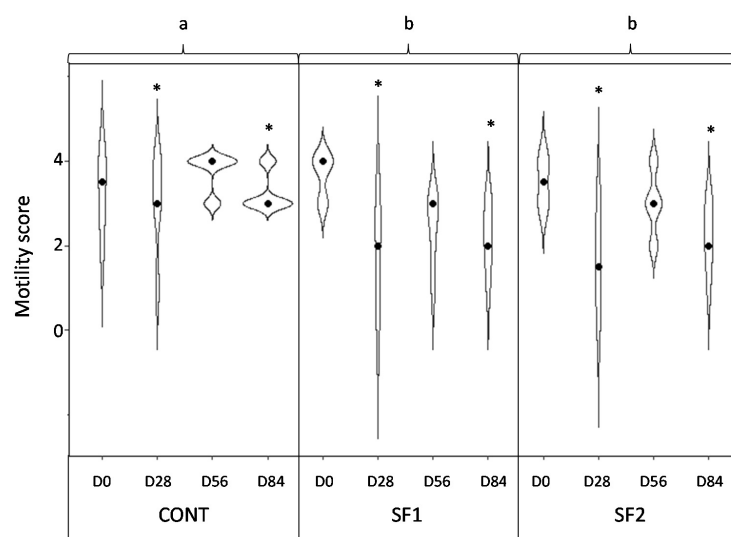 a b b
* * * * * *
4
2
0
Motility score
D0 D28 D56 D84 D0 D28 D56 D84 D0 D28 D56 D84
CONT SF1 SF2